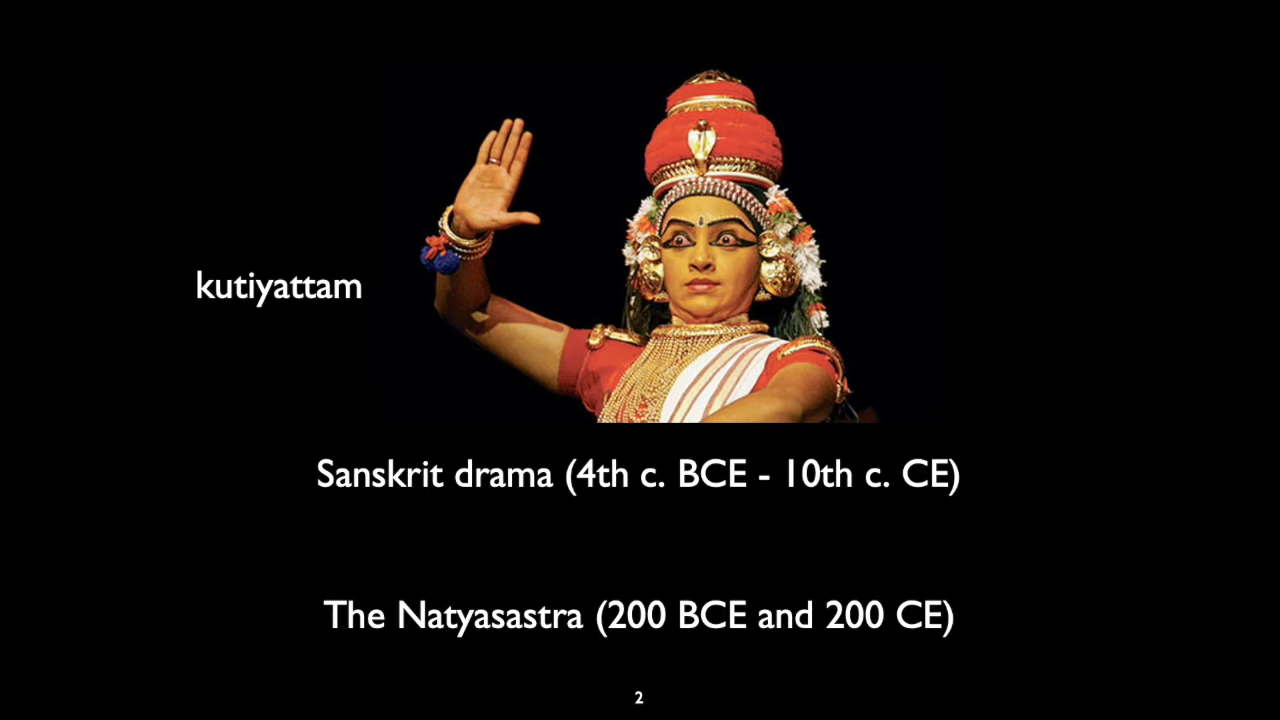 kutiyattam
Sanskrit drama (4th c. BCE - 10th c. CE)
The Natyasastra (200 BCE and 200 CE)
2